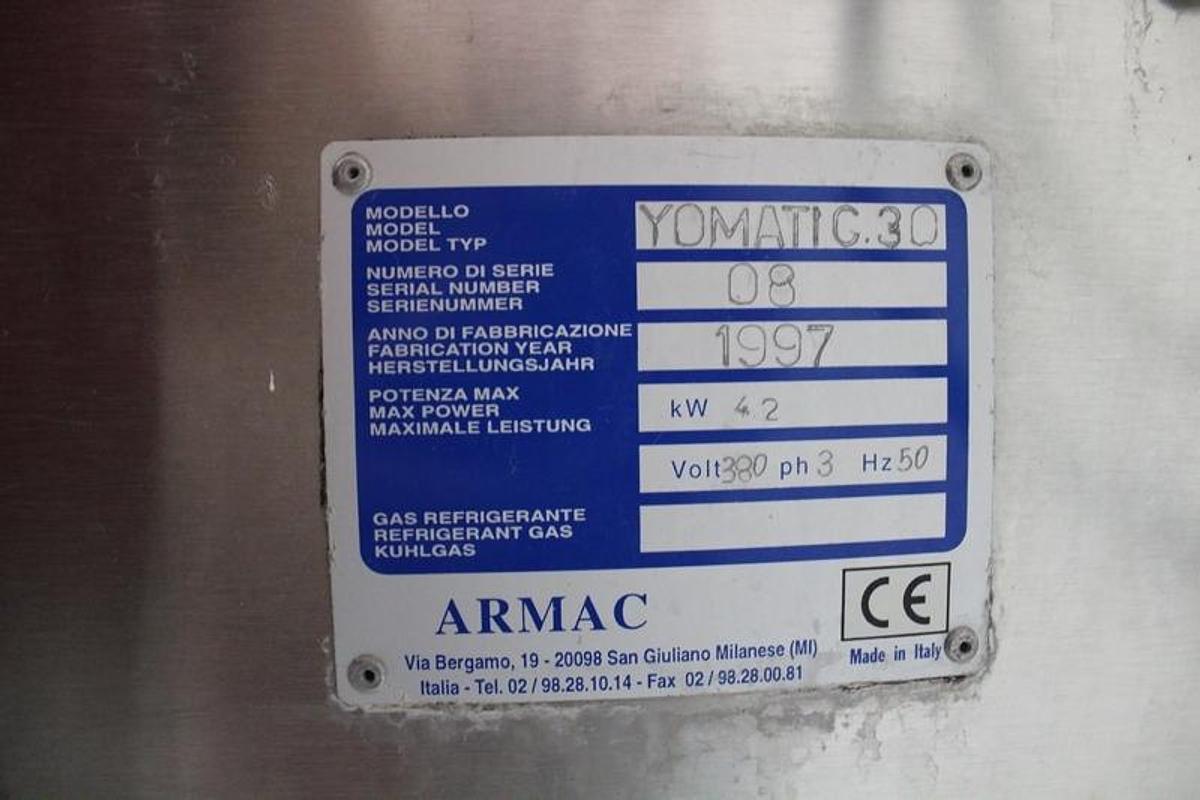 MODELLO
MODEL
MODEL TYP
YOMATIC.30
NUMERO DI SERIE
SERIAL NUMBER
SERIENUMMER
08
ANNO DI FABBRICAZIONE
FABRICATION YEAR
HERSTELLUNGSJAHR
1997
POTENZA MAX
MAX POWER
MAXIMALE LEISTUNG
kW 42
Volt 380 ph 3 Hz 50
GAS REFRIGERANTE
REFRIGERANT GAS
KUHLGAS
ARMAC
CE
Via Bergamo, 19 - 20098 San Giuliano Milanese (MI)
Italia - Tel. 02 / 98.28.10.14 - Fax 02 / 98.28.00.81
Made in Italy